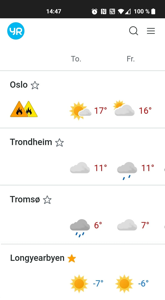 14:47 100 %
YR
To. Fr.
Oslo
17° 16°
Trondheim
11° 11°
Tromsø
6° 7°
Longyearbyen
-7° -6°